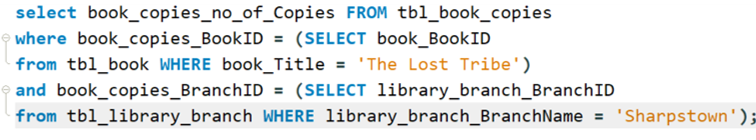 select book_copies_no_of_Copies FROM tbl_book_copies
where book_copies_BookID = (SELECT book_BookID
from tbl_book WHERE book_Title = 'The Lost Tribe')
and book_copies_BranchID = (SELECT library_branch_BranchID
from tbl_library_branch WHERE library_branch_BranchName = 'Sharpstown');